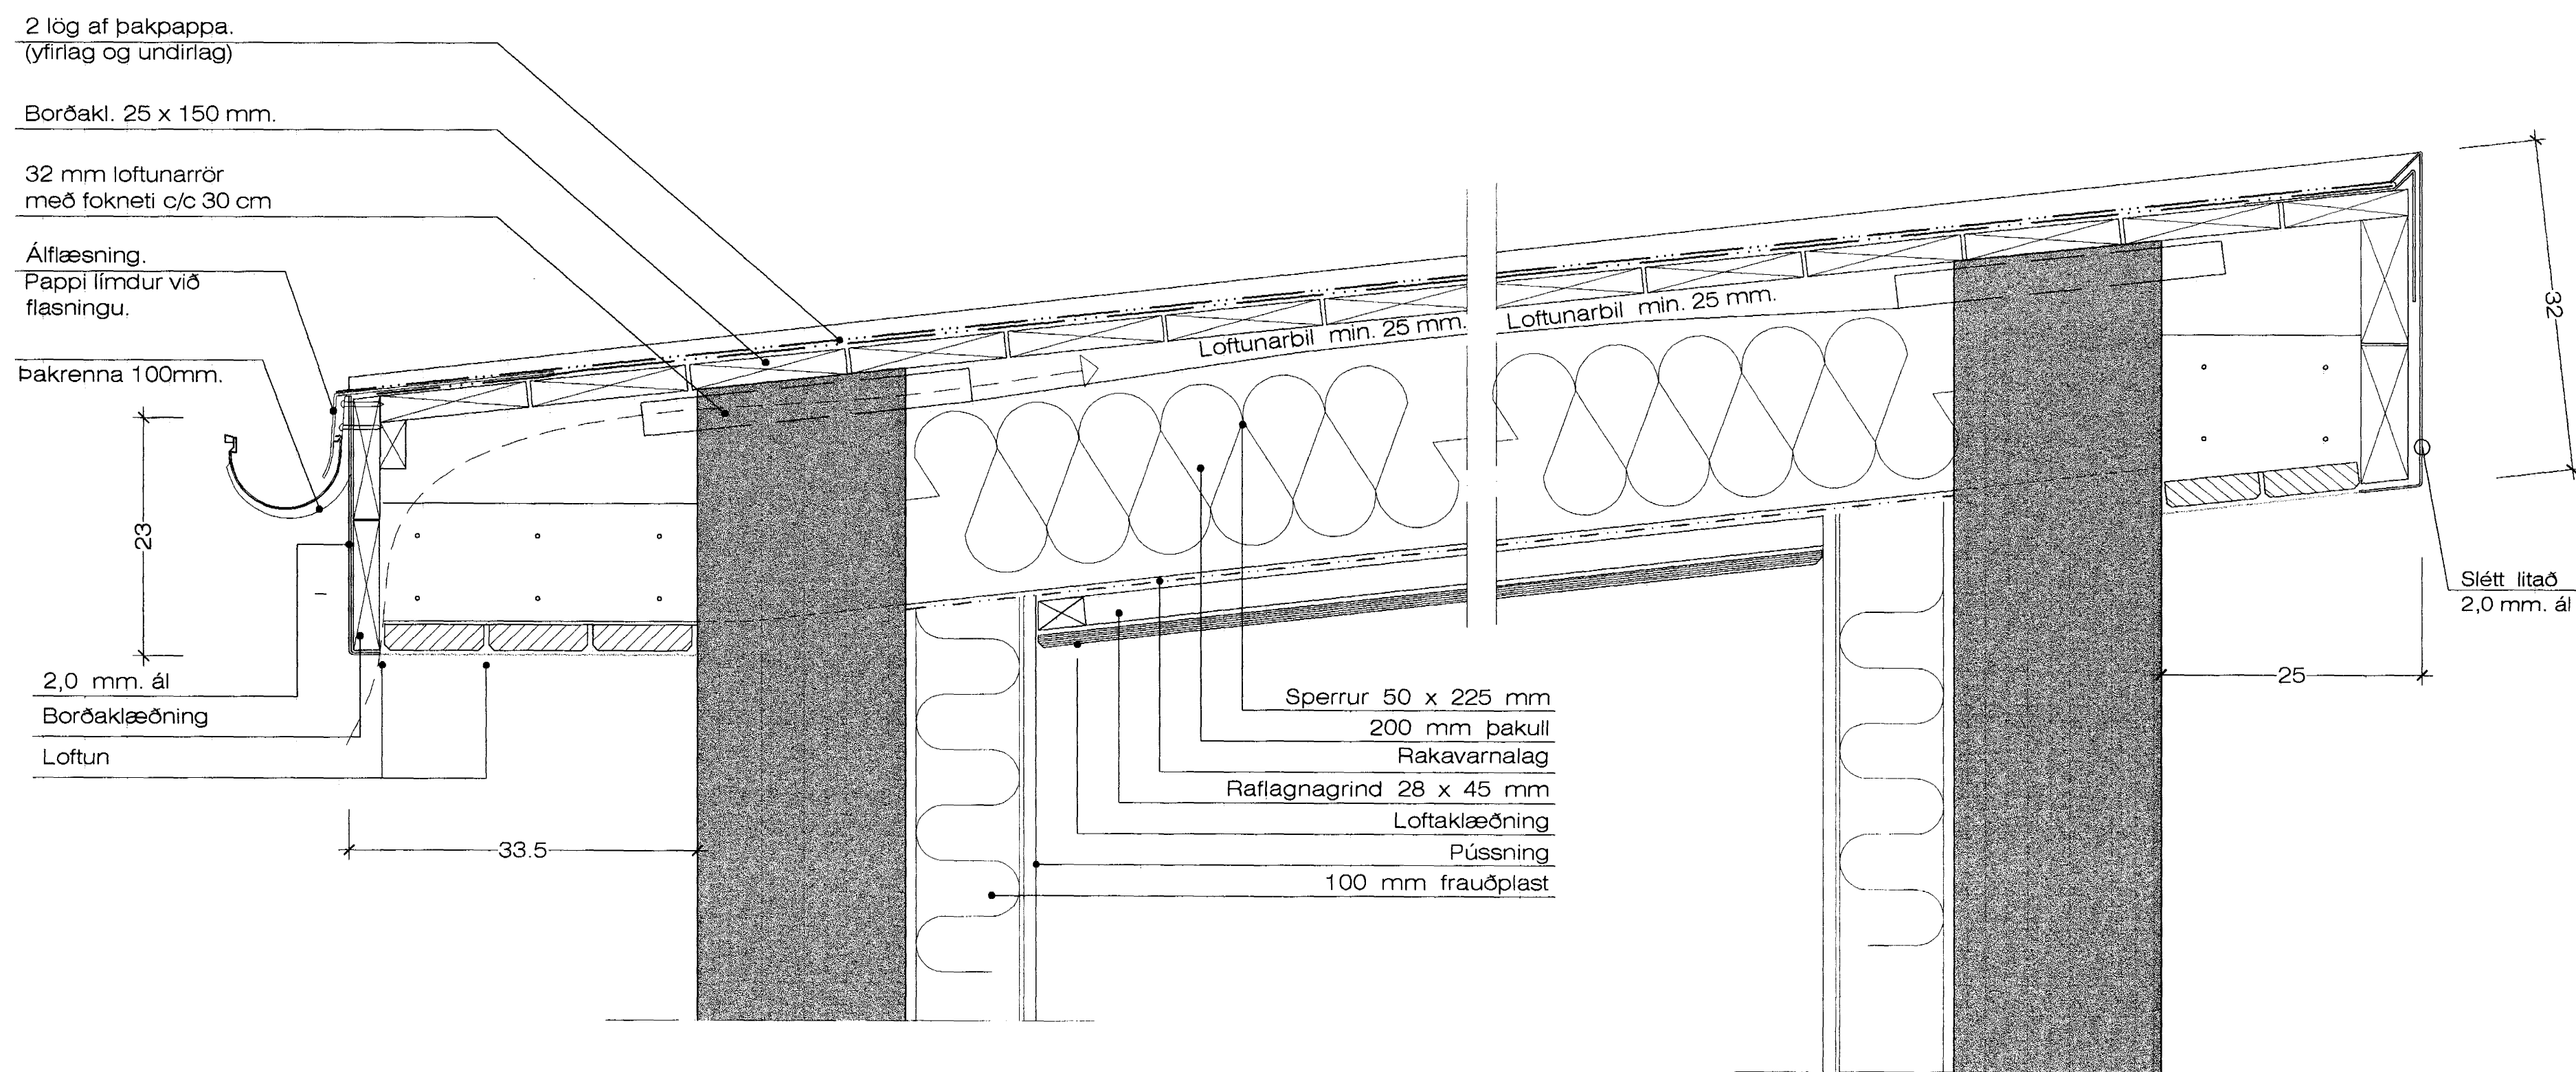 2 lög af þakpappa.
(yfirlag og undirlag)
Borðakl. 25 x 150 mm.
32 mm loftunarrör
með fokneti c/c 30 cm
Álflæsning.
Pappi límdur við
flasningu.
Þakrenna 100mm.
23
2,0 mm. ál
Borðaklæðning
Loftun
33.5
Loftunarbil min. 25 mm.
Loftunarbil min. 25 mm.
Sperrur 50 x 225 mm
200 mm þakull
Rakavarnalag
Raflagnagrind 28 x 45 mm
Loftaklæðning
Pússning
100 mm frauðplast
32
Slétt litað
2,0 mm. ál
25